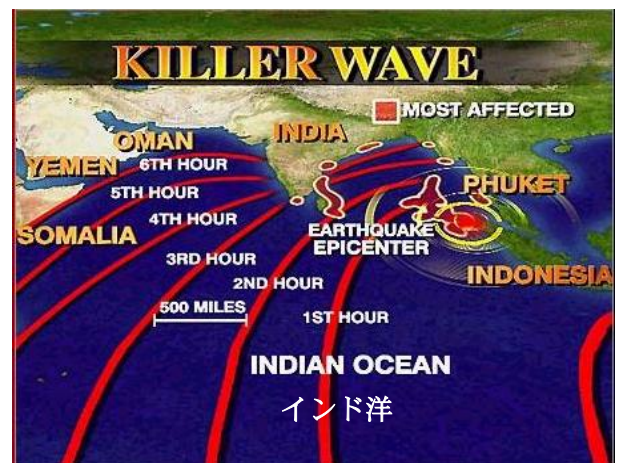 KILLER WAVE
MOST AFFECTED
INDIA
OMAN
YEMEN
6TH HOUR
5TH HOUR
4TH HOUR
SOMALIA
3RD HOUR
2ND HOUR
500 MILES
1ST HOUR
PHUKET
EARTHQUAKE
EPICENTER
INDONESIA
INDIAN OCEAN
インド洋